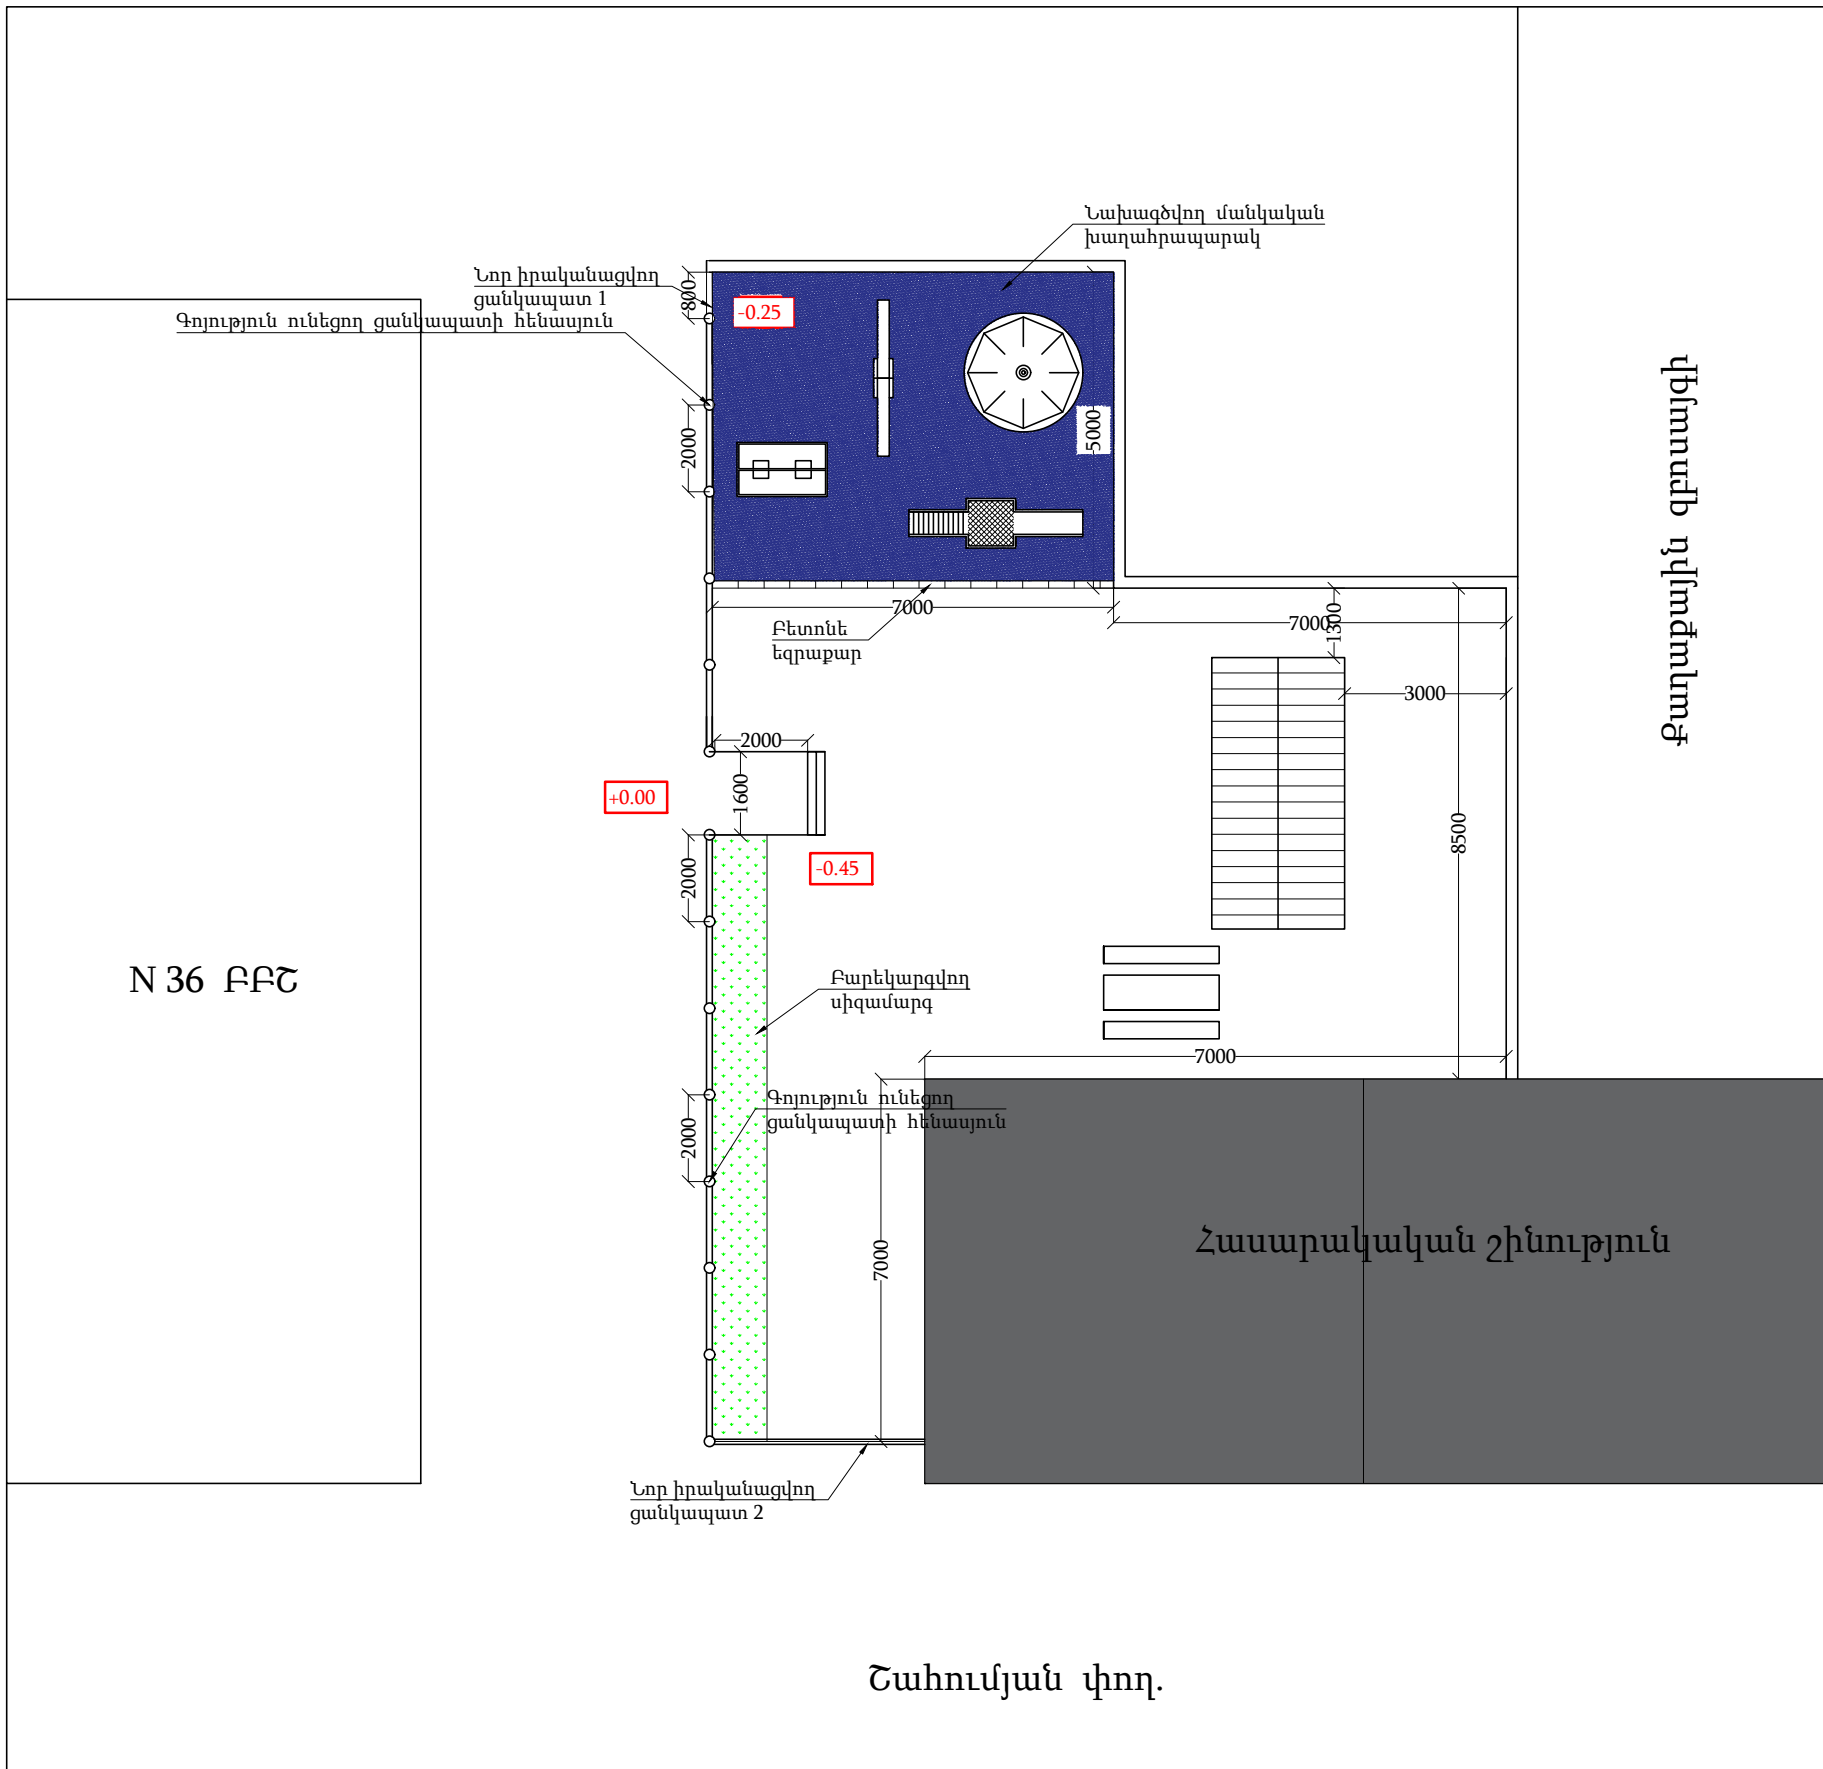 Նախագծվող մանկական
խաղահրապարակ
Նոր իրականացվող
ցանկապատ 1
Գոյություն ունեցող ցանկապատի հենասյուն
800
-0.25
2000
5000
7000
7000
1300
Բետոնե
եզրաքար
3000
Քաղաքամիջև գետափի
2000
1600
+0.00
-0.45
2000
8500
N 36 ԲԲՇ
Բարեկարգվող
սիզամարգ
7000
Գոյություն ունեցող
ցանկապատի հենասյուն
2000
7000
Հասարակական շինություն
Նոր իրականացվող
ցանկապատ 2
Շահումյան փող.